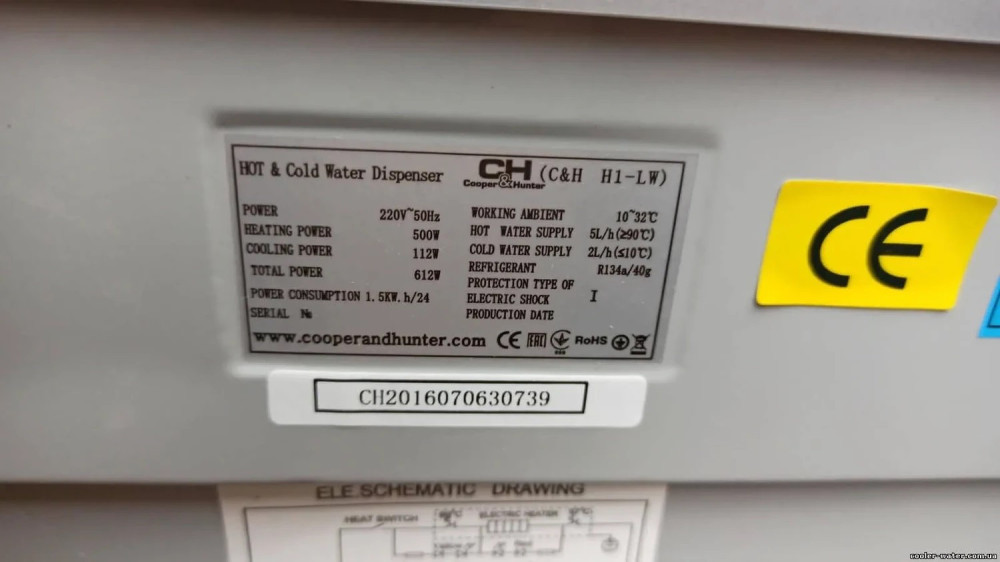 HOT & Cold Water Dispenser CH Cooper&Hunter (C&H H1-LW)
POWER 220V~50Hz
HEATING POWER 500W
COOLING POWER 112W
TOTAL POWER 612W
POWER CONSUMPTION 1.5KW.h/24
SERIAL №
WORKING AMBIENT 10~32℃
HOT WATER SUPPLY 5L/h(≥90℃)
COLD WATER SUPPLY 2L/h(≤10℃)
REFRIGERANT R134a/40g
PROTECTION TYPE OF
ELECTRIC SHOCK I
PRODUCTION DATE
www.cooperandhunter.com CE EAC RoHS
CE
CH2016070630739
ELE.SCHEMATIC DRAWING
HEAT SWITCH ELECTRIC HEATER
cooler-water.com.ua